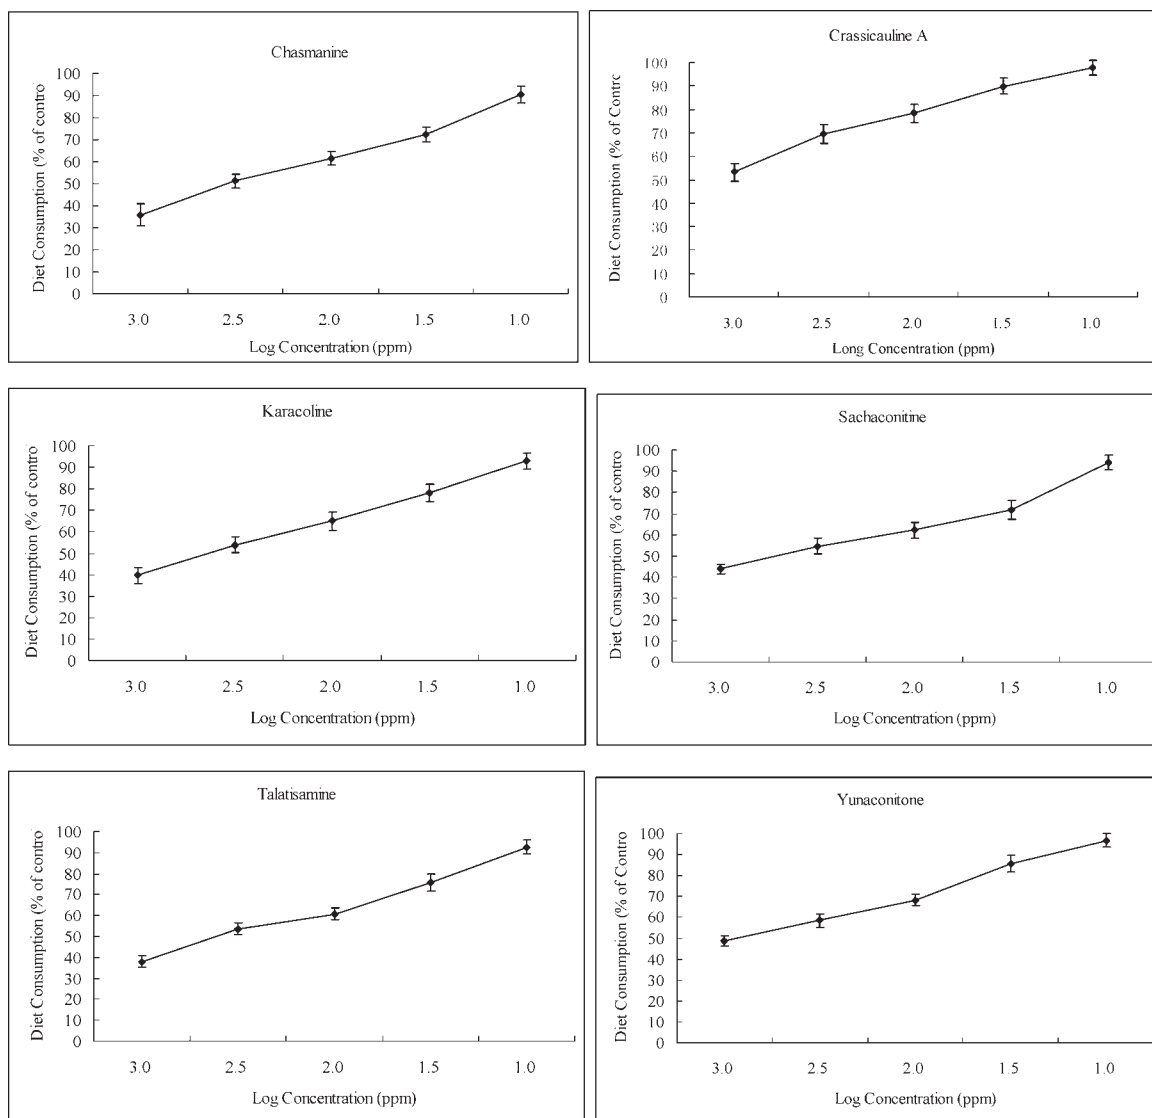 Chasmanine
Diet Consumption (% of contro
100
90
80
70
60
50
40
30
20
10
0
3.0 2.5 2.0 1.5 1.0
Log Concentration (ppm)
Crassicauline A
Diet Consumption (% of Contrc
100
90
80
70
60
50
40
30
20
10
0
3.0 2.5 2.0 1.5 1.0
Long Concentration (ppm)
Karacoline
Diet Consumption (% of contro
100
90
80
70
60
50
40
30
20
10
0
3.0 2.5 2.0 1.5 1.0
Log Concentration (ppm)
Sachaconitine
Diet Consumption (% of contro
100
90
80
70
60
50
40
30
20
10
0
3.0 2.5 2.0 1.5 1.0
Log Concentration (ppm)
Talatisamine
Diet Consumption (% of contro
100
90
80
70
60
50
40
30
20
10
0
3.0 2.5 2.0 1.5 1.0
Log Concentration (ppm)
Yunaconitone
Diet Consumption (% of Contro
100
90
80
70
60
50
40
30
20
10
0
3.0 2.5 2.0 1.5 1.0
Log Concentration (ppm)